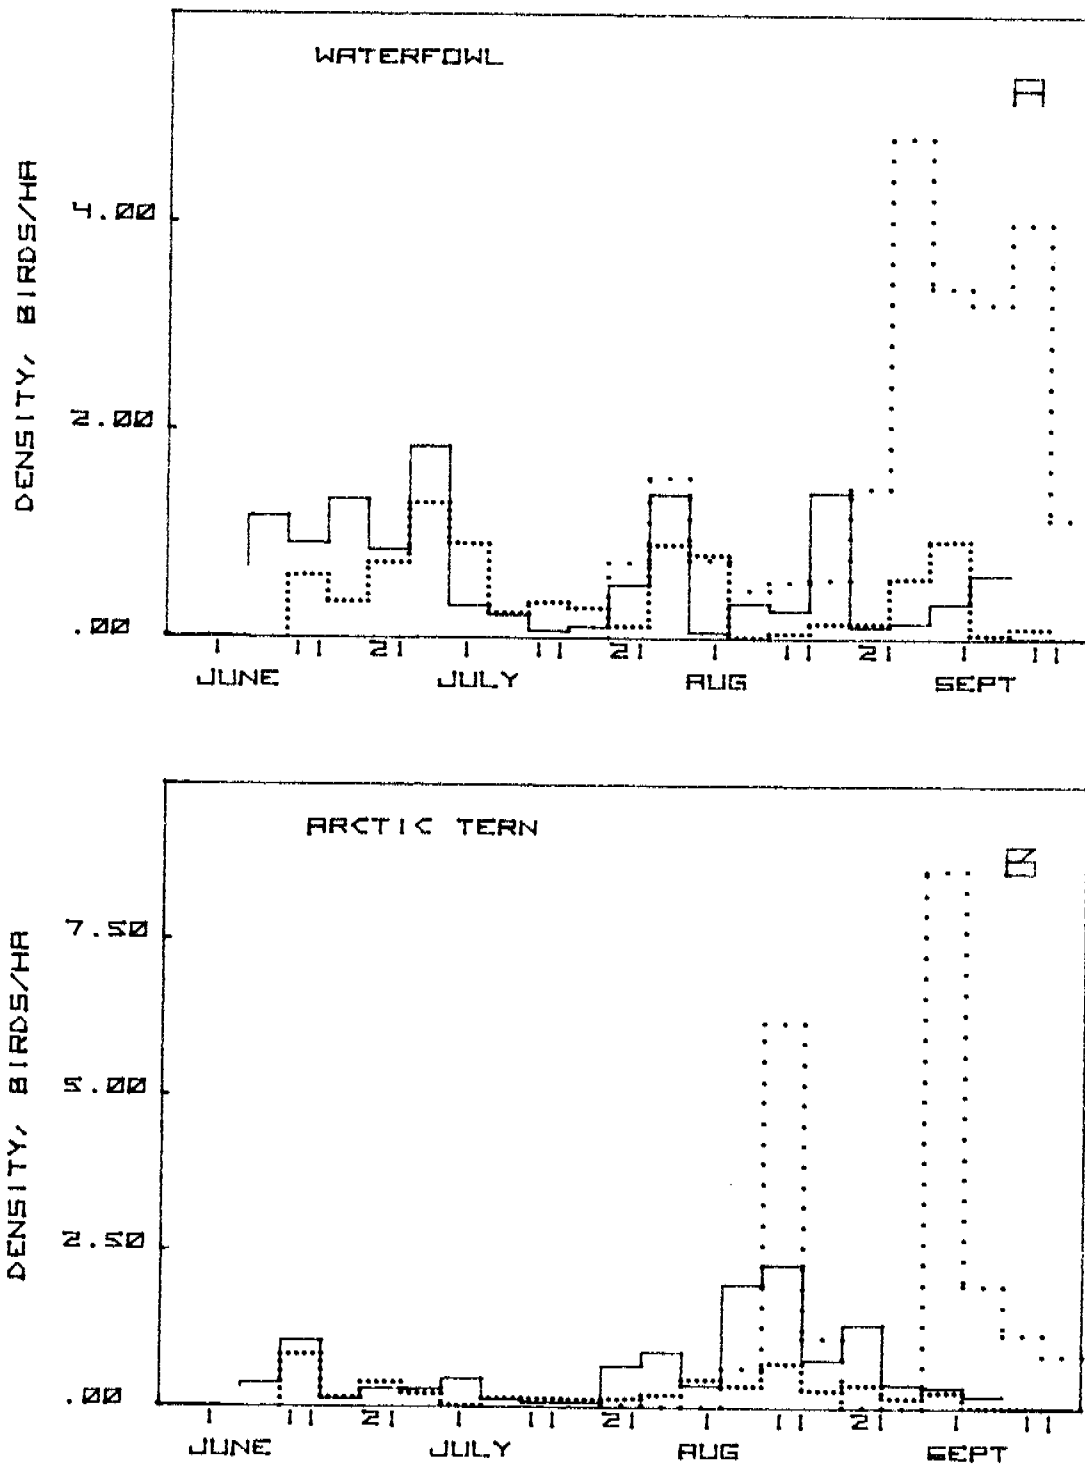 WATERFOWL
A
DENSITY, BIRDS/HA
4.00
2.00
.00
1 11 21 1 11 21 1 11 21 1 11
JUNE JULY AUG SEPT
ARCTIC TERN
B
DENSITY, BIRDS/HA
7.50
5.00
2.50
.00
1 11 21 1 11 21 1 11 21 1 11
JUNE JULY AUG SEPT